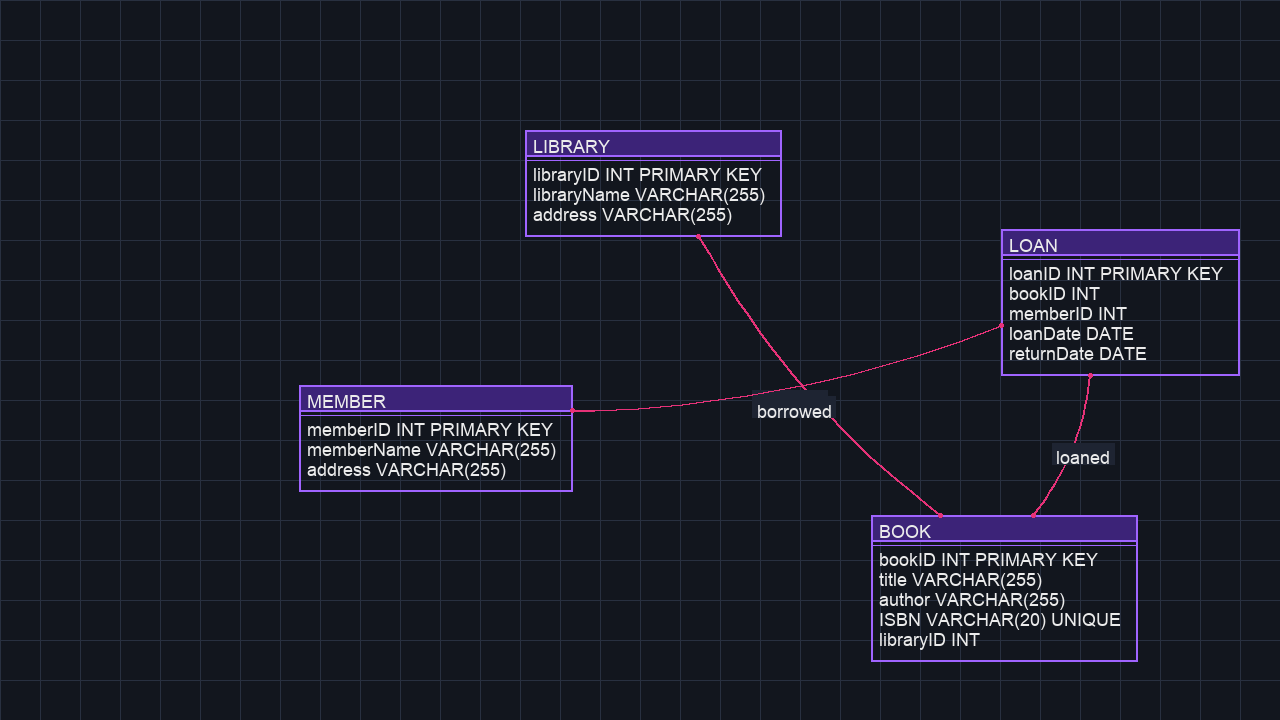 LIBRARY
libraryID INT PRIMARY KEY
libraryName VARCHAR(255)
address VARCHAR(255)
LOAN
loanID INT PRIMARY KEY
bookID INT
memberID INT
loanDate DATE
returnDate DATE
MEMBER
memberID INT PRIMARY KEY
memberName VARCHAR(255)
address VARCHAR(255)
borrowed
loaned
BOOK
bookID INT PRIMARY KEY
title VARCHAR(255)
author VARCHAR(255)
ISBN VARCHAR(20) UNIQUE
libraryID INT